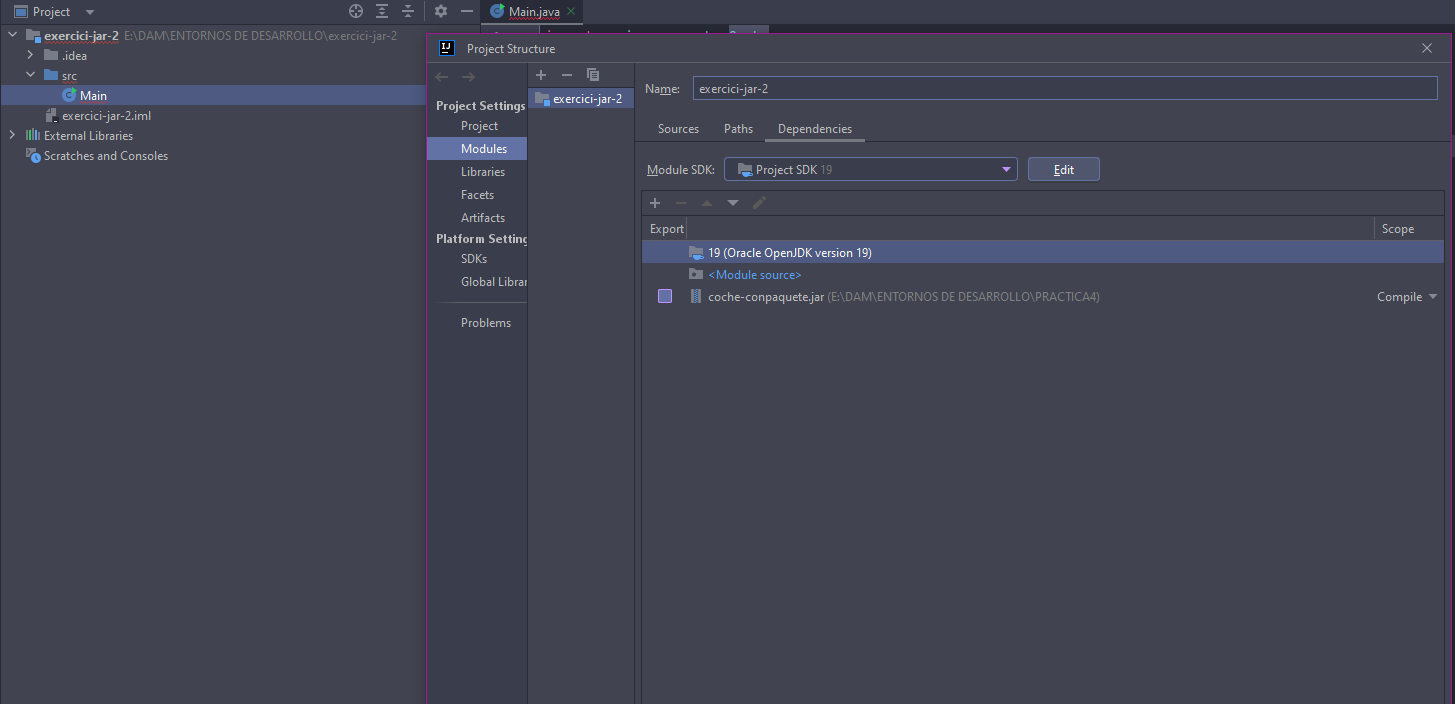 Project
Main.java
exercici-jar-2 E:\DAM\ENTORNOS DE DESARROLLO\exercici-jar-2
.idea
src
Main
exercici-jar-2.iml
External Libraries
Scratches and Consoles
IJ Project Structure
Project Settings
Project
Modules
Libraries
Facets
Artifacts
Platform Setting
SDKs
Global Librar
Problems
exercici-jar-2
Name: exercici-jar-2
Sources Paths Dependencies
Module SDK: Project SDK 19 Edit
Export Scope
19 (Oracle OpenJDK version 19)
<Module source>
coche-conpaquete.jar (E:\DAM\ENTORNOS DE DESARROLLO\PRACTICA4) Compile